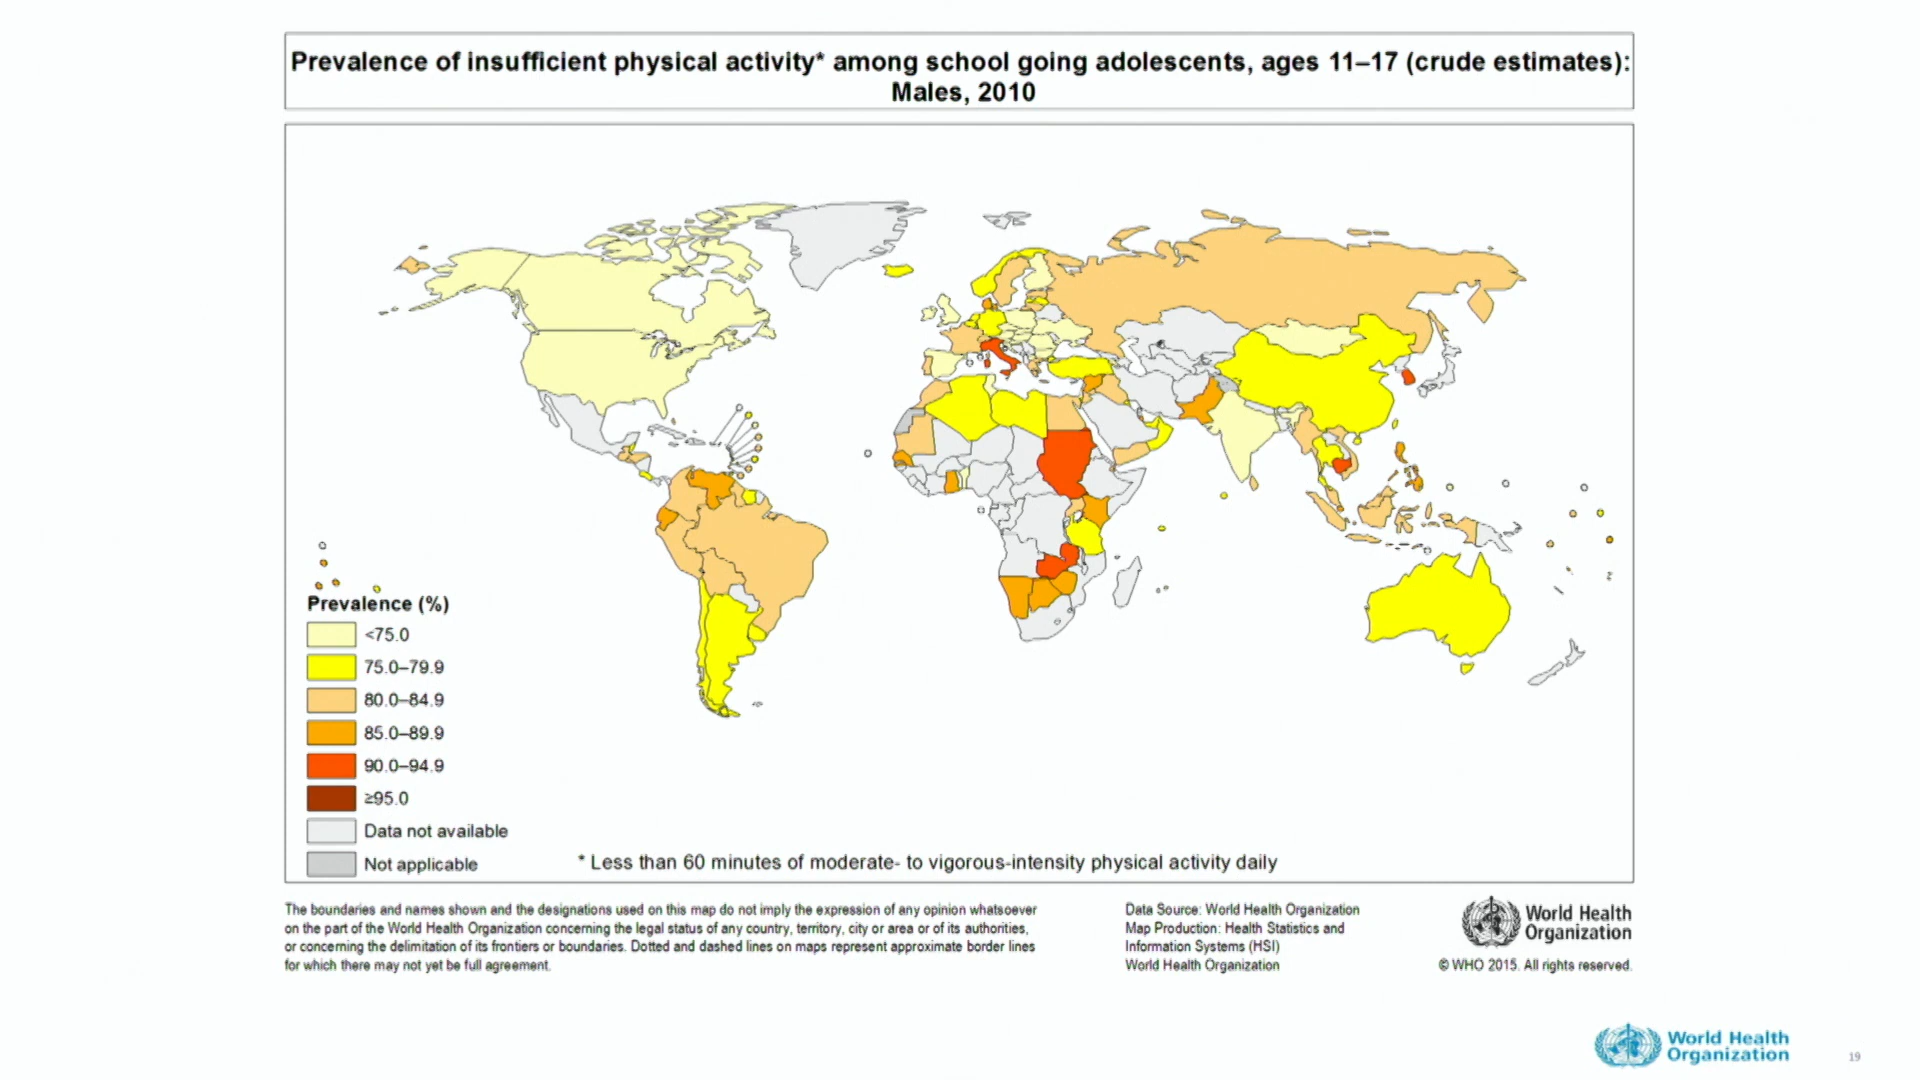 Prevalence of insufficient physical activity* among school going adolescents, ages 11–17 (crude estimates):
Males, 2010
Prevalence (%)
<75.0
75.0–79.9
80.0–84.9
85.0–89.9
90.0–94.9
≥95.0
Data not available
Not applicable
* Less than 60 minutes of moderate- to vigorous-intensity physical activity daily
The boundaries and names shown and the designations used on this map do not imply the expression of any opinion whatsoever
on the part of the World Health Organization concerning the legal status of any country, territory, city or area or of its authorities,
or concerning the delimitation of its frontiers or boundaries. Dotted and dashed lines on maps represent approximate border lines
for which there may not yet be full agreement.
Data Source: World Health Organization
Map Production: Health Statistics and
Information Systems (HSI)
World Health Organization
World Health
Organization
© WHO 2015. All rights reserved.
World Health
Organization
19